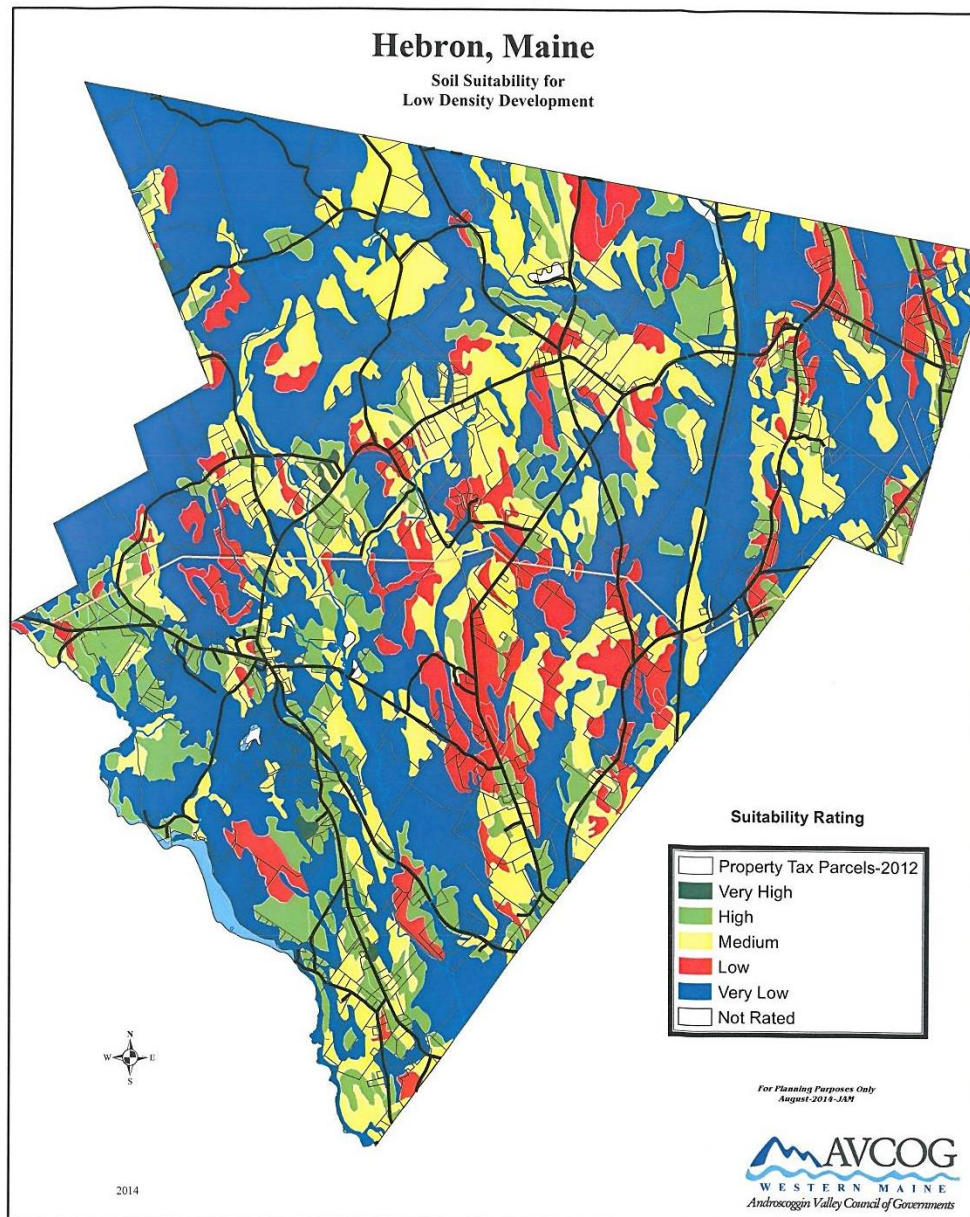 Hebron, Maine
Soil Suitability for
Low Density Development
Suitability Rating
Property Tax Parcels-2012
Very High
High
Medium
Low
Very Low
Not Rated
N
W E
S
For Planning Purposes Only
August-2014-JAM
2014
AVCOG
WESTERN MAINE
Androscoggin Valley Council of Governments